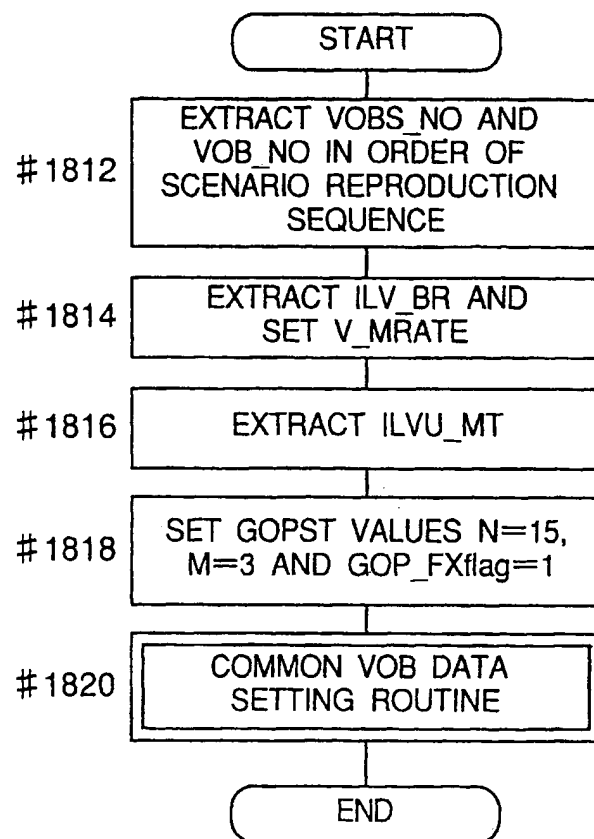 START
#1812
EXTRACT VOBS_NO AND
VOB_NO IN ORDER OF
SCENARIO REPRODUCTION
SEQUENCE
#1814
EXTRACT ILV_BR AND
SET V_MRATE
#1816
EXTRACT ILVU_MT
#1818
SET GOPST VALUES N=15,
M=3 AND GOP_FXflag=1
#1820
COMMON VOB DATA
SETTING ROUTINE
END